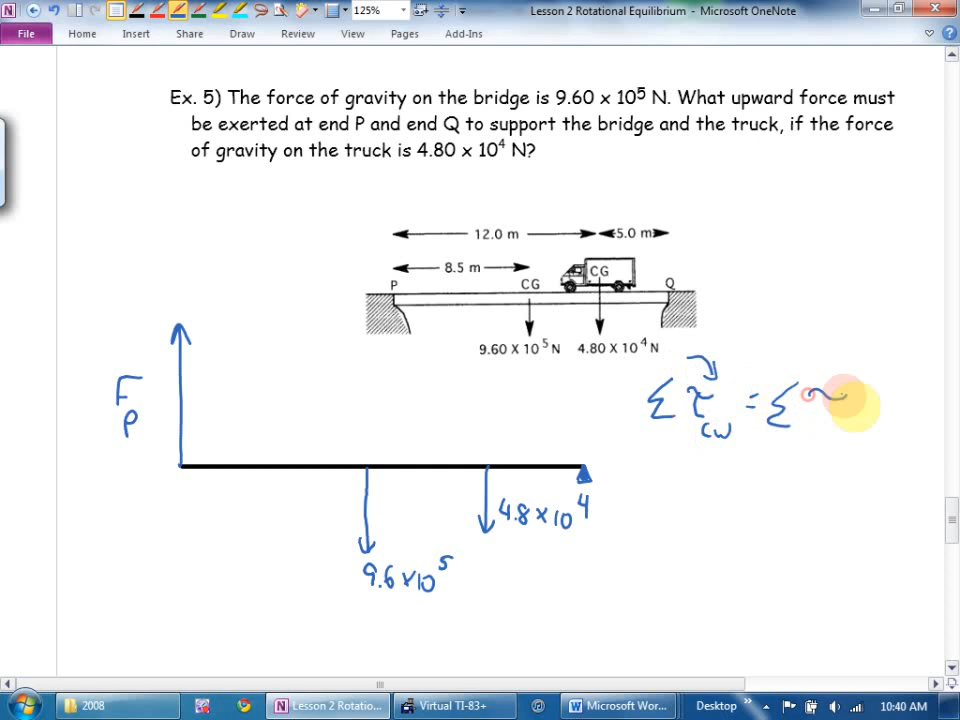 Lesson 2 Rotational Equilibrium - Microsoft OneNote
125%
File Home Insert Share Draw Review View Pages Add-Ins
Ex. 5) The force of gravity on the bridge is 9.60 x 10⁵ N. What upward force must
be exerted at end P and end Q to support the bridge and the truck, if the force
of gravity on the truck is 4.80 x 10⁴ N?
12.0 m 5.0 m
8.5 m
P CG CG Q
9.60 X 10⁵ N 4.80 X 10⁴ N
F
P
Σ τ = Σ
CW
4.8 × 10⁴
9.6 × 10⁵
2008 Lesson 2 Rotatio... Virtual TI-83+ Microsoft Wor... Desktop » 10:40 AM